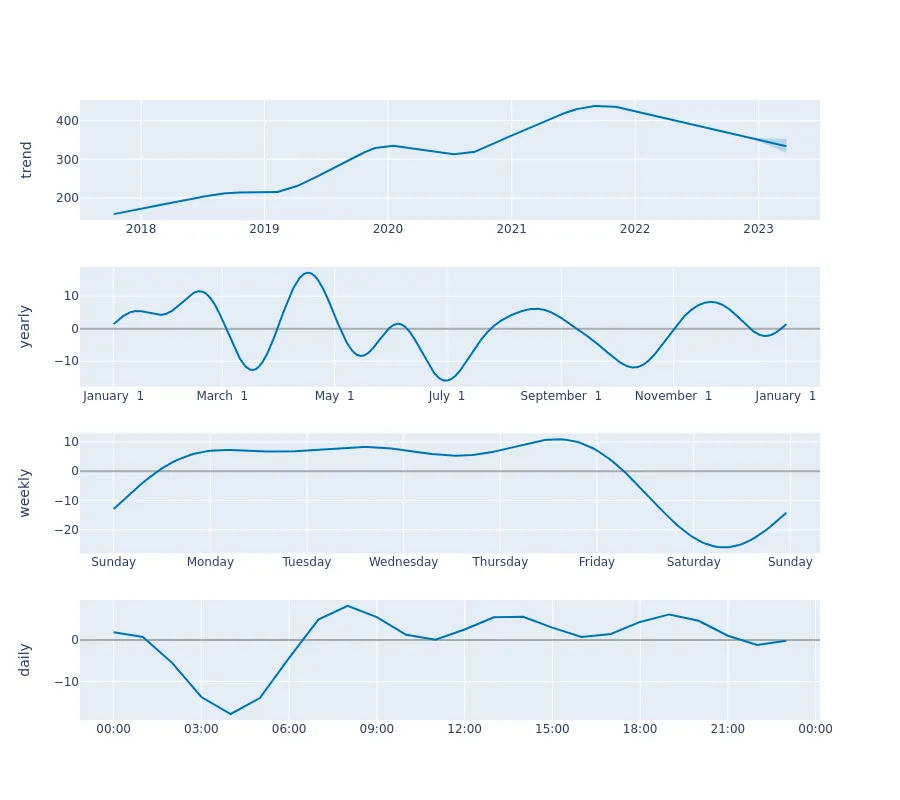 trend
400
300
200
2018 2019 2020 2021 2022 2023
yearly
10
0
−10
January 1 March 1 May 1 July 1 September 1 November 1 January 1
weekly
10
0
−10
−20
Sunday Monday Tuesday Wednesday Thursday Friday Saturday Sunday
daily
0
−10
00:00 03:00 06:00 09:00 12:00 15:00 18:00 21:00 00:00